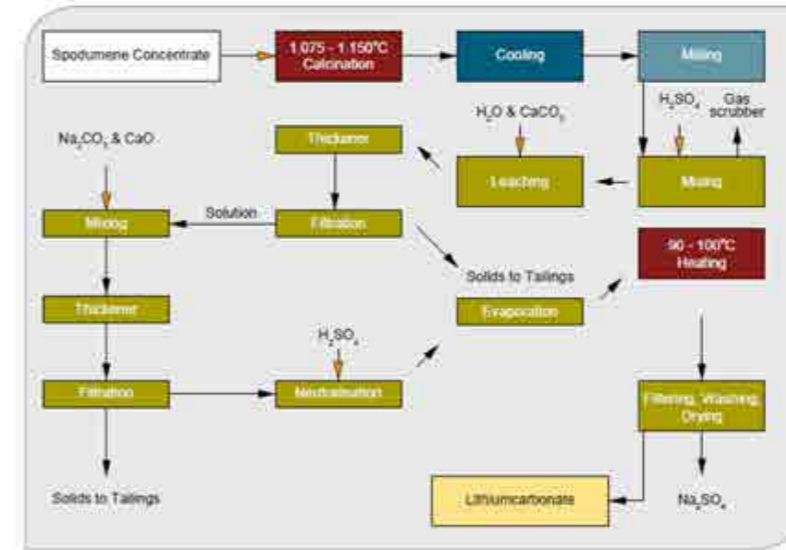 Spodumene Concentrate
1.075 - 1.150°C
Calcination
Cooling
Milling
H₂SO₄
Gas
scrubber
H₂O & CaCO₃
Na₂CO₃ & CaO
Thickener
Leaching
Mixing
Mixing
Solution
Filtration
90 - 100°C
Heating
Solids to Tailings
Thickener
Evaporation
H₂SO₄
Filtration
Neutralisation
Filtering, Washing,
Drying
Solids to Tailings
Lithiumcarbonate
Na₂SO₄